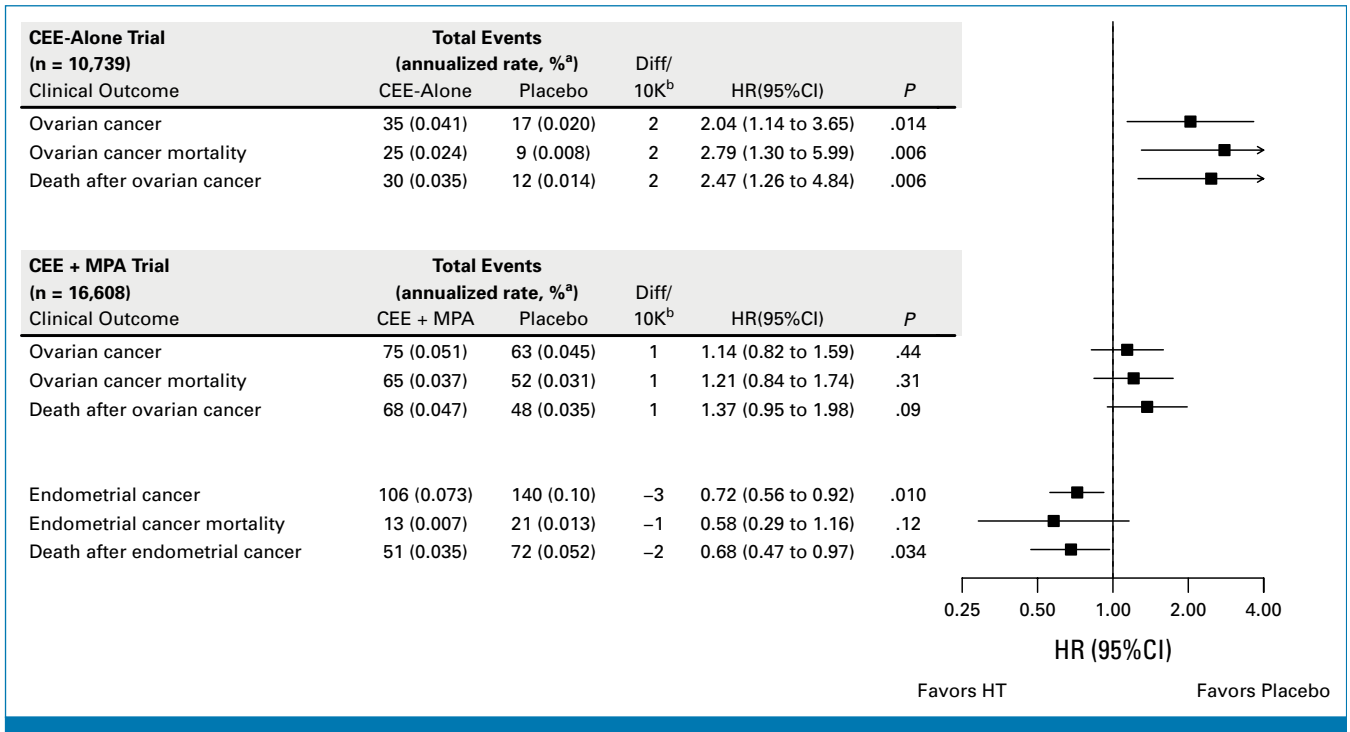 CEE-Alone Trial Total Events
(n = 10,739) (annualized rate, %a) Diff/
Clinical Outcome CEE-Alone Placebo 10Kb HR(95%CI) P
Ovarian cancer 35 (0.041) 17 (0.020) 2 2.04 (1.14 to 3.65) .014
Ovarian cancer mortality 25 (0.024) 9 (0.008) 2 2.79 (1.30 to 5.99) .006
Death after ovarian cancer 30 (0.035) 12 (0.014) 2 2.47 (1.26 to 4.84) .006
CEE + MPA Trial Total Events
(n = 16,608) (annualized rate, %a) Diff/
Clinical Outcome CEE + MPA Placebo 10Kb HR(95%CI) P
Ovarian cancer 75 (0.051) 63 (0.045) 1 1.14 (0.82 to 1.59) .44
Ovarian cancer mortality 65 (0.037) 52 (0.031) 1 1.21 (0.84 to 1.74) .31
Death after ovarian cancer 68 (0.047) 48 (0.035) 1 1.37 (0.95 to 1.98) .09
Endometrial cancer 106 (0.073) 140 (0.10) −3 0.72 (0.56 to 0.92) .010
Endometrial cancer mortality 13 (0.007) 21 (0.013) −1 0.58 (0.29 to 1.16) .12
Death after endometrial cancer 51 (0.035) 72 (0.052) −2 0.68 (0.47 to 0.97) .034
0.25 0.50 1.00 2.00 4.00
HR (95%CI)
Favors HT Favors Placebo